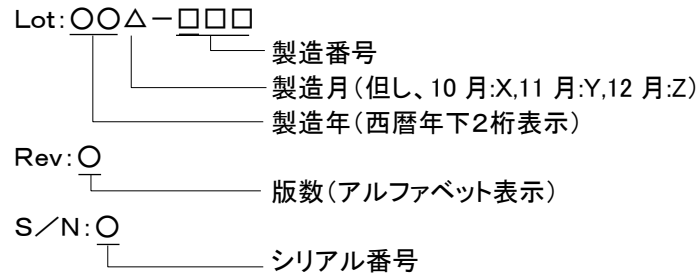 Lot:○○△－□□□
製造番号
製造月(但し、10 月:X,11 月:Y,12 月:Z)
製造年(西暦年下2桁表示)
Rev:○
版数(アルファベット表示)
S／N:○
シリアル番号